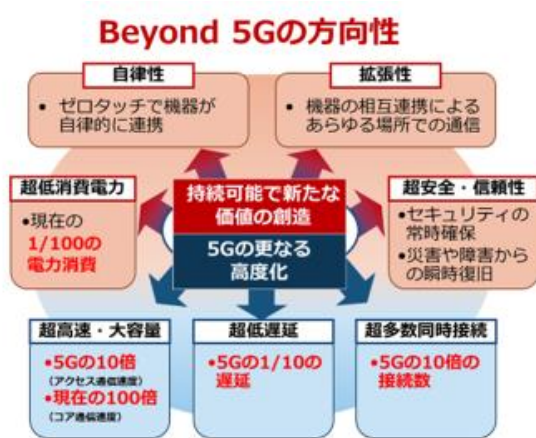 Beyond 5Gの方向性
自律性
• ゼロタッチで機器が
自律的に連携
拡張性
• 機器の相互連携による
あらゆる場所での通信
超低消費電力
•現在の
1/100の
電力消費
持続可能で新たな
価値の創造
5Gの更なる
高度化
超安全・信頼性
•セキュリティの
常時確保
•災害や障害から
の瞬時復旧
超高速・大容量
•5Gの10倍
(アクセス通信速度)
•現在の100倍
(コア通信速度)
超低遅延
•5Gの1/10の
遅延
超多数同時接続
•5Gの10倍の
接続数